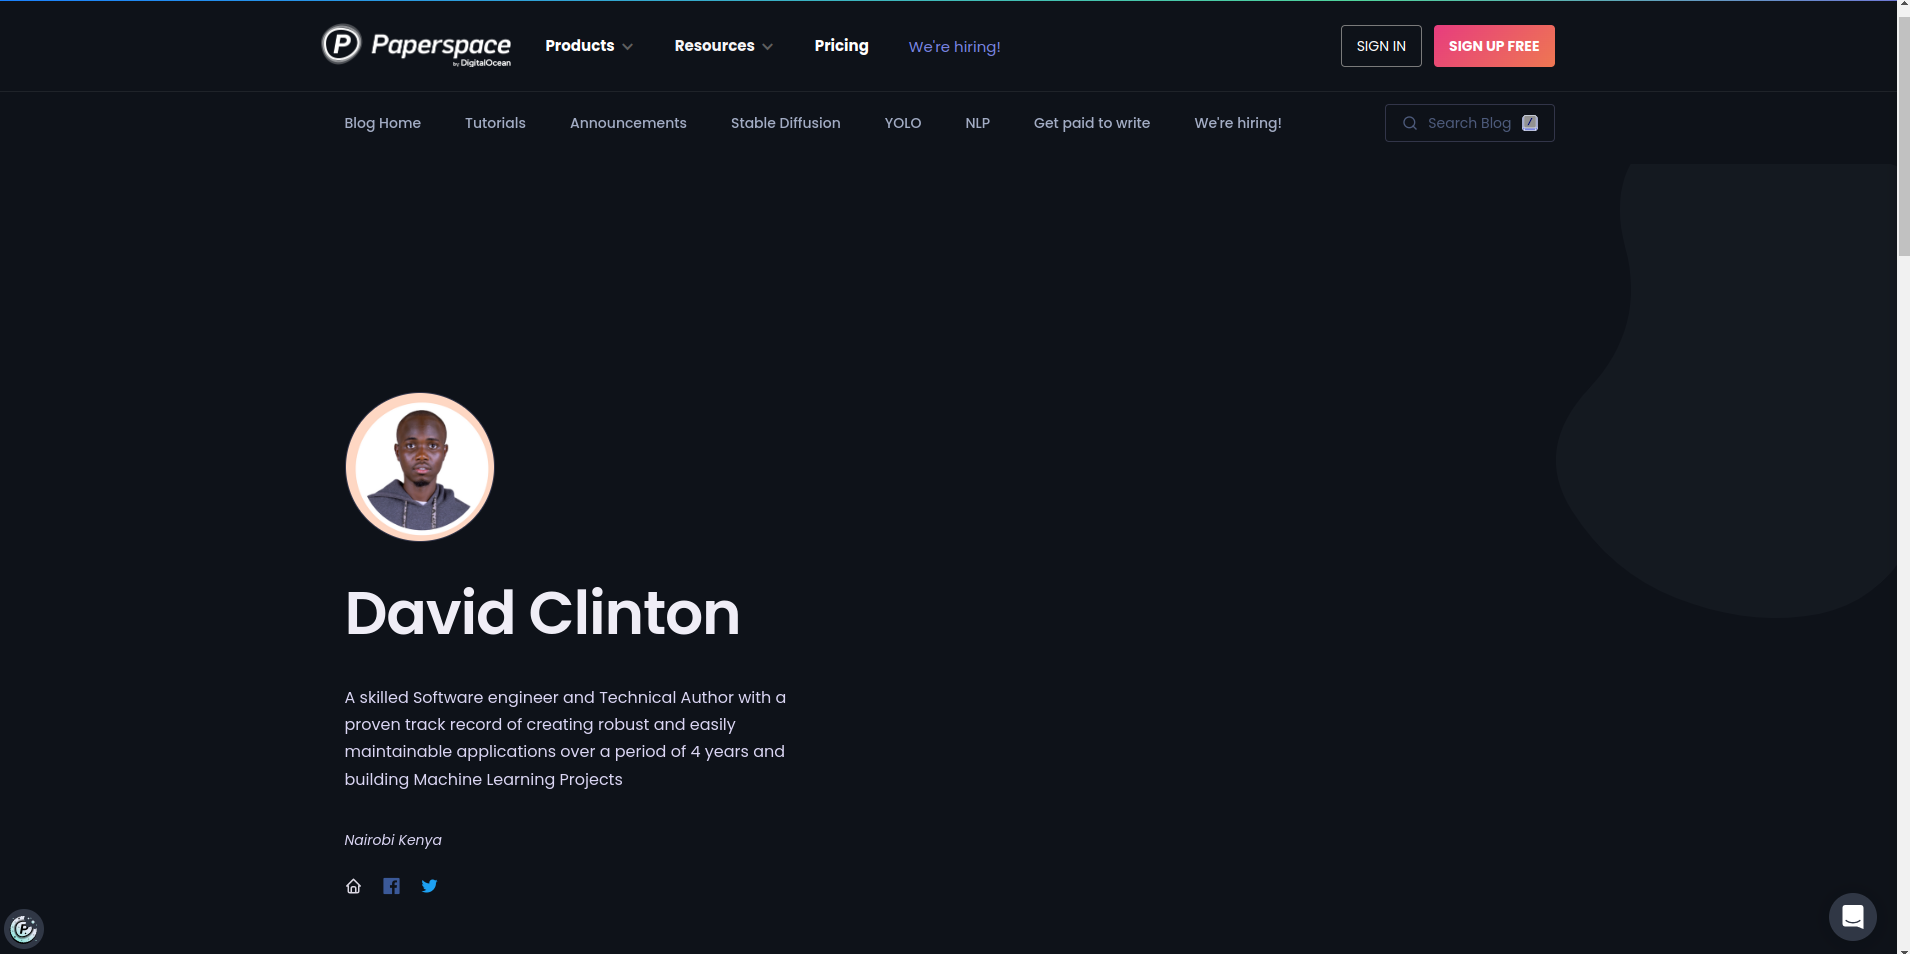 Paperspace
by DigitalOcean
Products
Resources
Pricing
We're hiring!
SIGN IN
SIGN UP FREE
Blog Home
Tutorials
Announcements
Stable Diffusion
YOLO
NLP
Get paid to write
We're hiring!
Search Blog
/
David Clinton
A skilled Software engineer and Technical Author with a
proven track record of creating robust and easily
maintainable applications over a period of 4 years and
building Machine Learning Projects
Nairobi Kenya